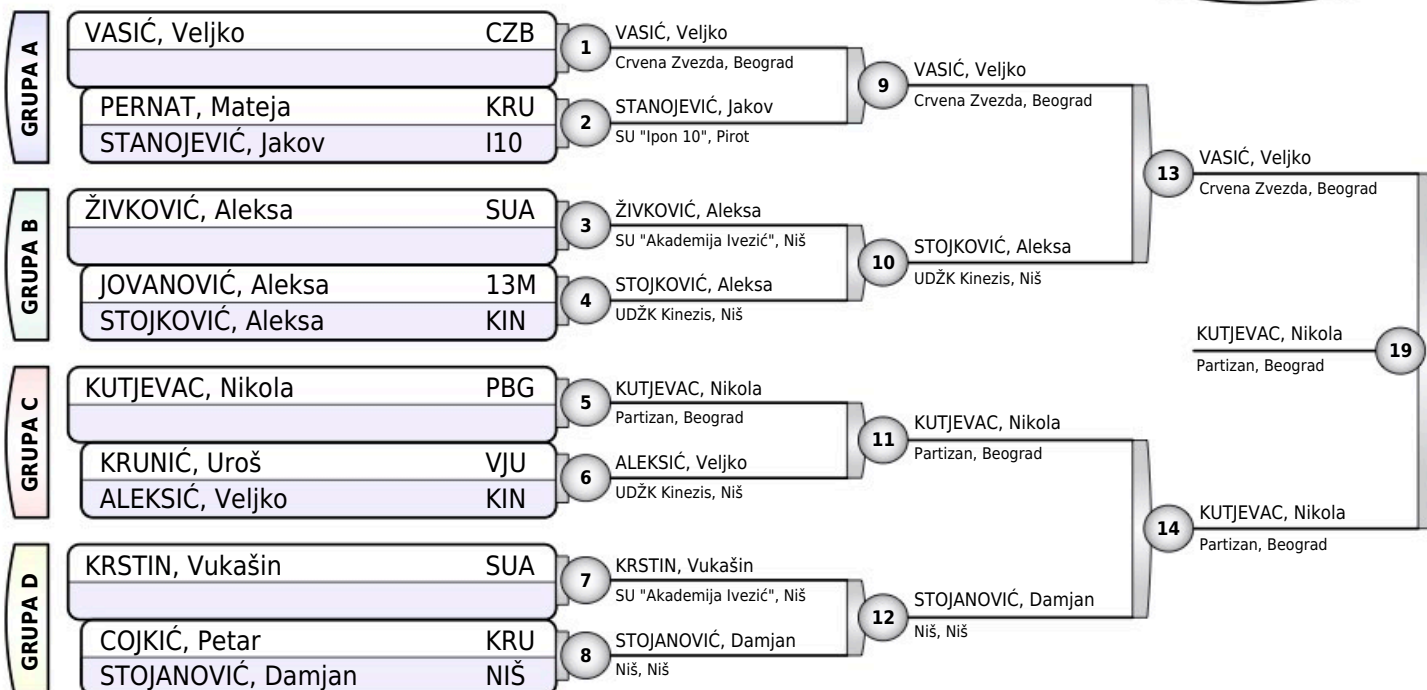 GRUPA A
VASIĆ, Veljko CZB
PERNAT, Mateja KRU
STANOJEVIĆ, Jakov I10
GRUPA B
ŽIVKOVIĆ, Aleksa SUA
JOVANOVIĆ, Aleksa 13M
STOJKOVIĆ, Aleksa KIN
GRUPA C
KUTJEVAC, Nikola PBG
KRUNIĆ, Uroš VJU
ALEKSIĆ, Veljko KIN
GRUPA D
KRSTIN, Vukašin SUA
COJKIĆ, Petar KRU
STOJANOVIĆ, Damjan NIŠ
1
VASIĆ, Veljko
Crvena Zvezda, Beograd
2
STANOJEVIĆ, Jakov
SU "Ipon 10", Pirot
3
ŽIVKOVIĆ, Aleksa
SU "Akademija Ivezić", Niš
4
STOJKOVIĆ, Aleksa
UDŽK Kinezis, Niš
5
KUTJEVAC, Nikola
Partizan, Beograd
6
ALEKSIĆ, Veljko
UDŽK Kinezis, Niš
7
KRSTIN, Vukašin
SU "Akademija Ivezić", Niš
8
STOJANOVIĆ, Damjan
Niš, Niš
9
VASIĆ, Veljko
Crvena Zvezda, Beograd
10
STOJKOVIĆ, Aleksa
UDŽK Kinezis, Niš
11
KUTJEVAC, Nikola
Partizan, Beograd
12
STOJANOVIĆ, Damjan
Niš, Niš
13
VASIĆ, Veljko
Crvena Zvezda, Beograd
14
KUTJEVAC, Nikola
Partizan, Beograd
KUTJEVAC, Nikola
Partizan, Beograd
19